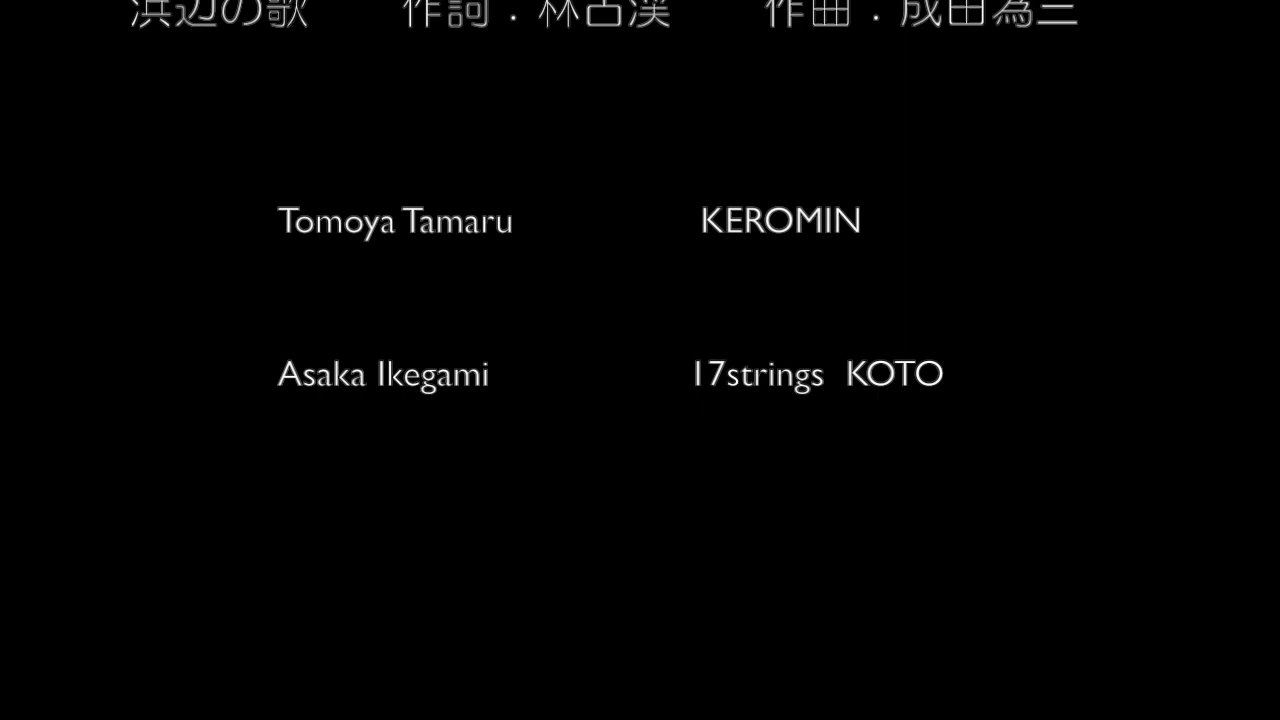 浜辺の歌 作詞：林古渓 作曲：成田為三
Tomoya Tamaru KEROMIN
Asaka Ikegami 17strings KOTO